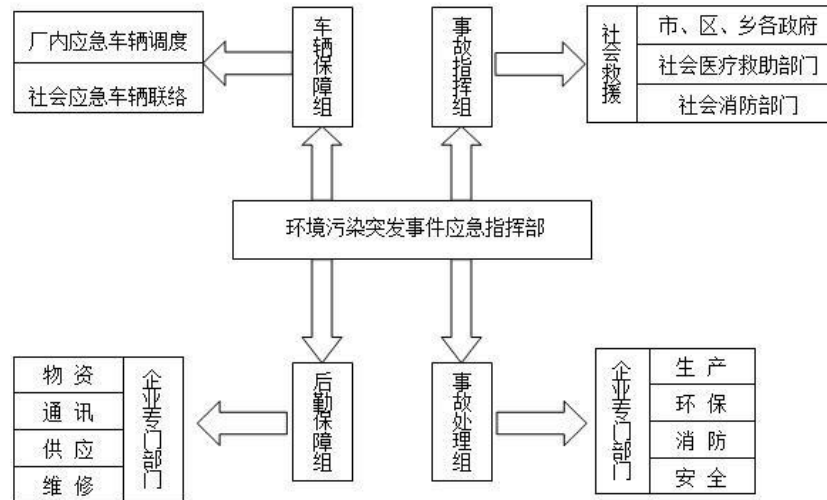 厂内应急车辆调度
社会应急车辆联络
车辆保障组
事故指挥组
社会救援
市、区、乡各政府
社会医疗救助部门
社会消防部门
环境污染突发事件应急指挥部
物资
通讯
供应
维修
企业专门部门
后勤保障组
事故处理组
企业专门部门
生产
环保
消防
安全